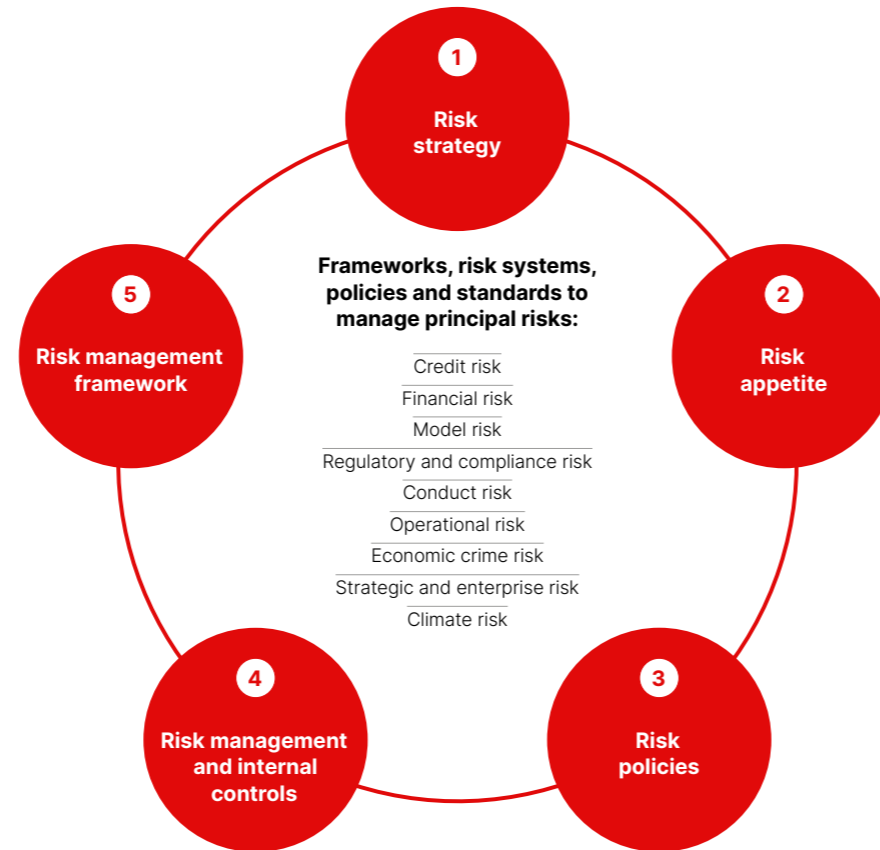 1
Risk
strategy
2
Risk
appetite
3
Risk
policies
4
Risk management
and internal
controls
5
Risk management
framework
Frameworks, risk systems,
policies and standards to
manage principal risks:
Credit risk
Financial risk
Model risk
Regulatory and compliance risk
Conduct risk
Operational risk
Economic crime risk
Strategic and enterprise risk
Climate risk